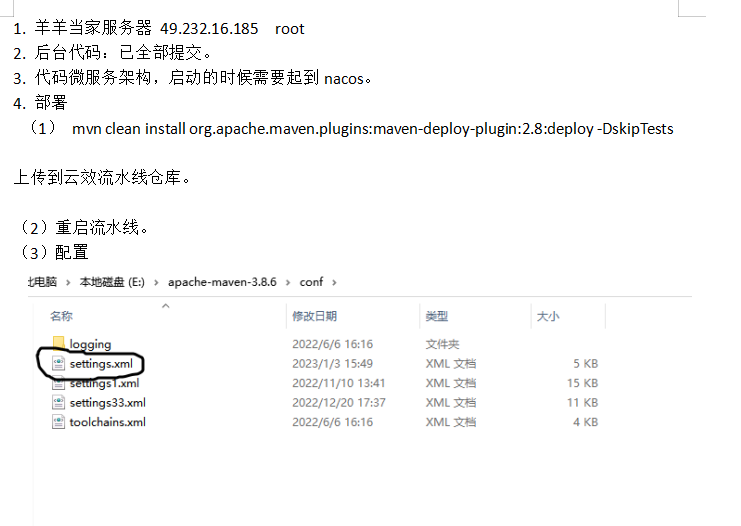 1. 羊羊当家服务器 49.232.16.185 root
2. 后台代码：已全部提交。
3. 代码微服务架构，启动的时候需要起到 nacos。
4. 部署
（1） mvn clean install org.apache.maven.plugins:maven-deploy-plugin:2.8:deploy -DskipTests
上传到云效流水线仓库。
（2）重启流水线。
（3）配置
电脑 › 本地磁盘 (E:) › apache-maven-3.8.6 › conf ›
名称 修改日期 类型 大小
logging 2022/6/6 16:16 文件夹
settings.xml 2023/1/3 15:49 XML 文档 5 KB
settings1.xml 2022/11/10 13:41 XML 文档 15 KB
settings33.xml 2022/12/20 17:37 XML 文档 11 KB
toolchains.xml 2022/6/6 16:16 XML 文档 4 KB